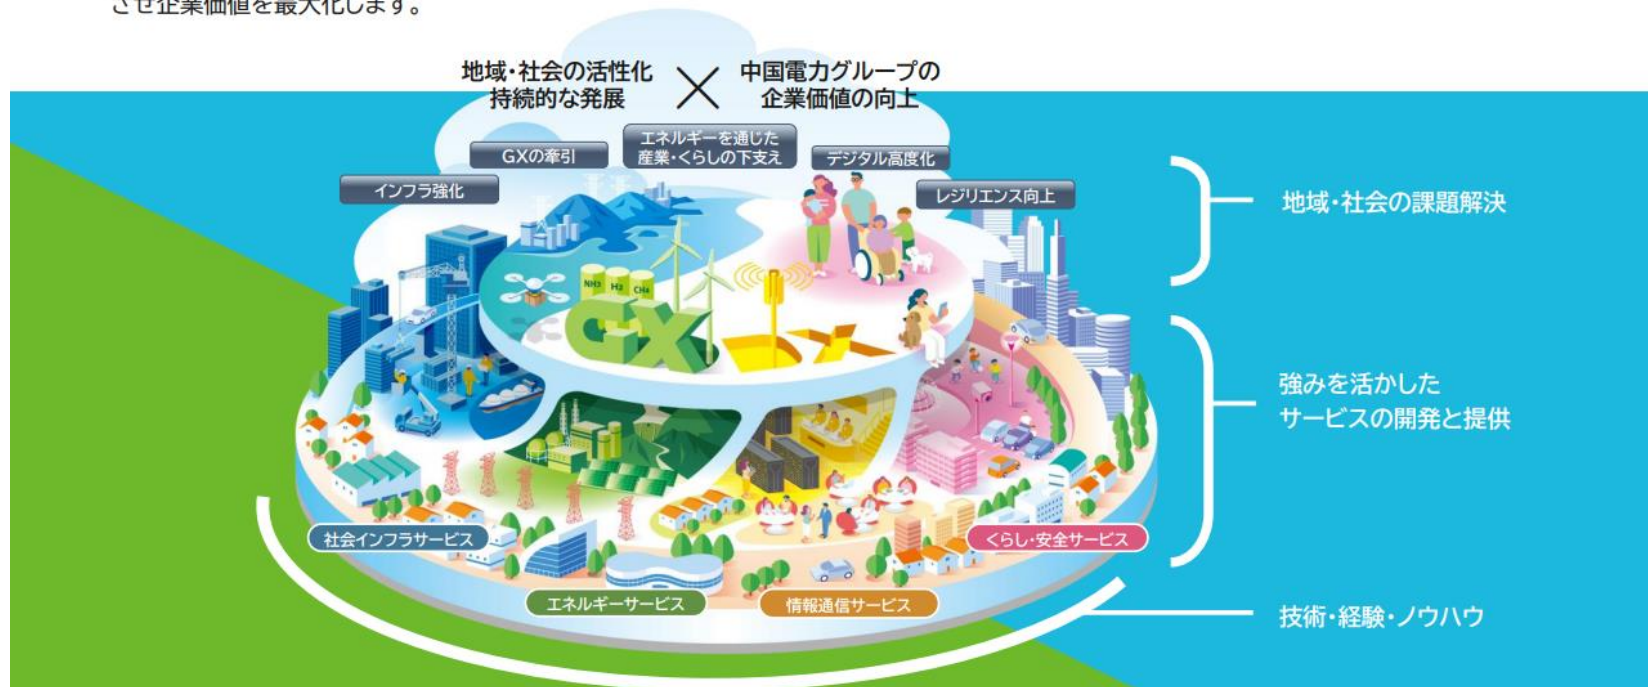 させ企業価値を最大化します。
地域・社会の活性化
持続的な発展
×
中国電力グループの
企業価値の向上
インフラ強化
GXの牽引
エネルギーを通じた
産業・くらしの下支え
デジタル高度化
レジリエンス向上
地域・社会の課題解決
NH3 H2 CH4
GX
DX
強みを活かした
サービスの開発と提供
社会インフラサービス
エネルギーサービス
情報通信サービス
くらし・安全サービス
技術・経験・ノウハウ